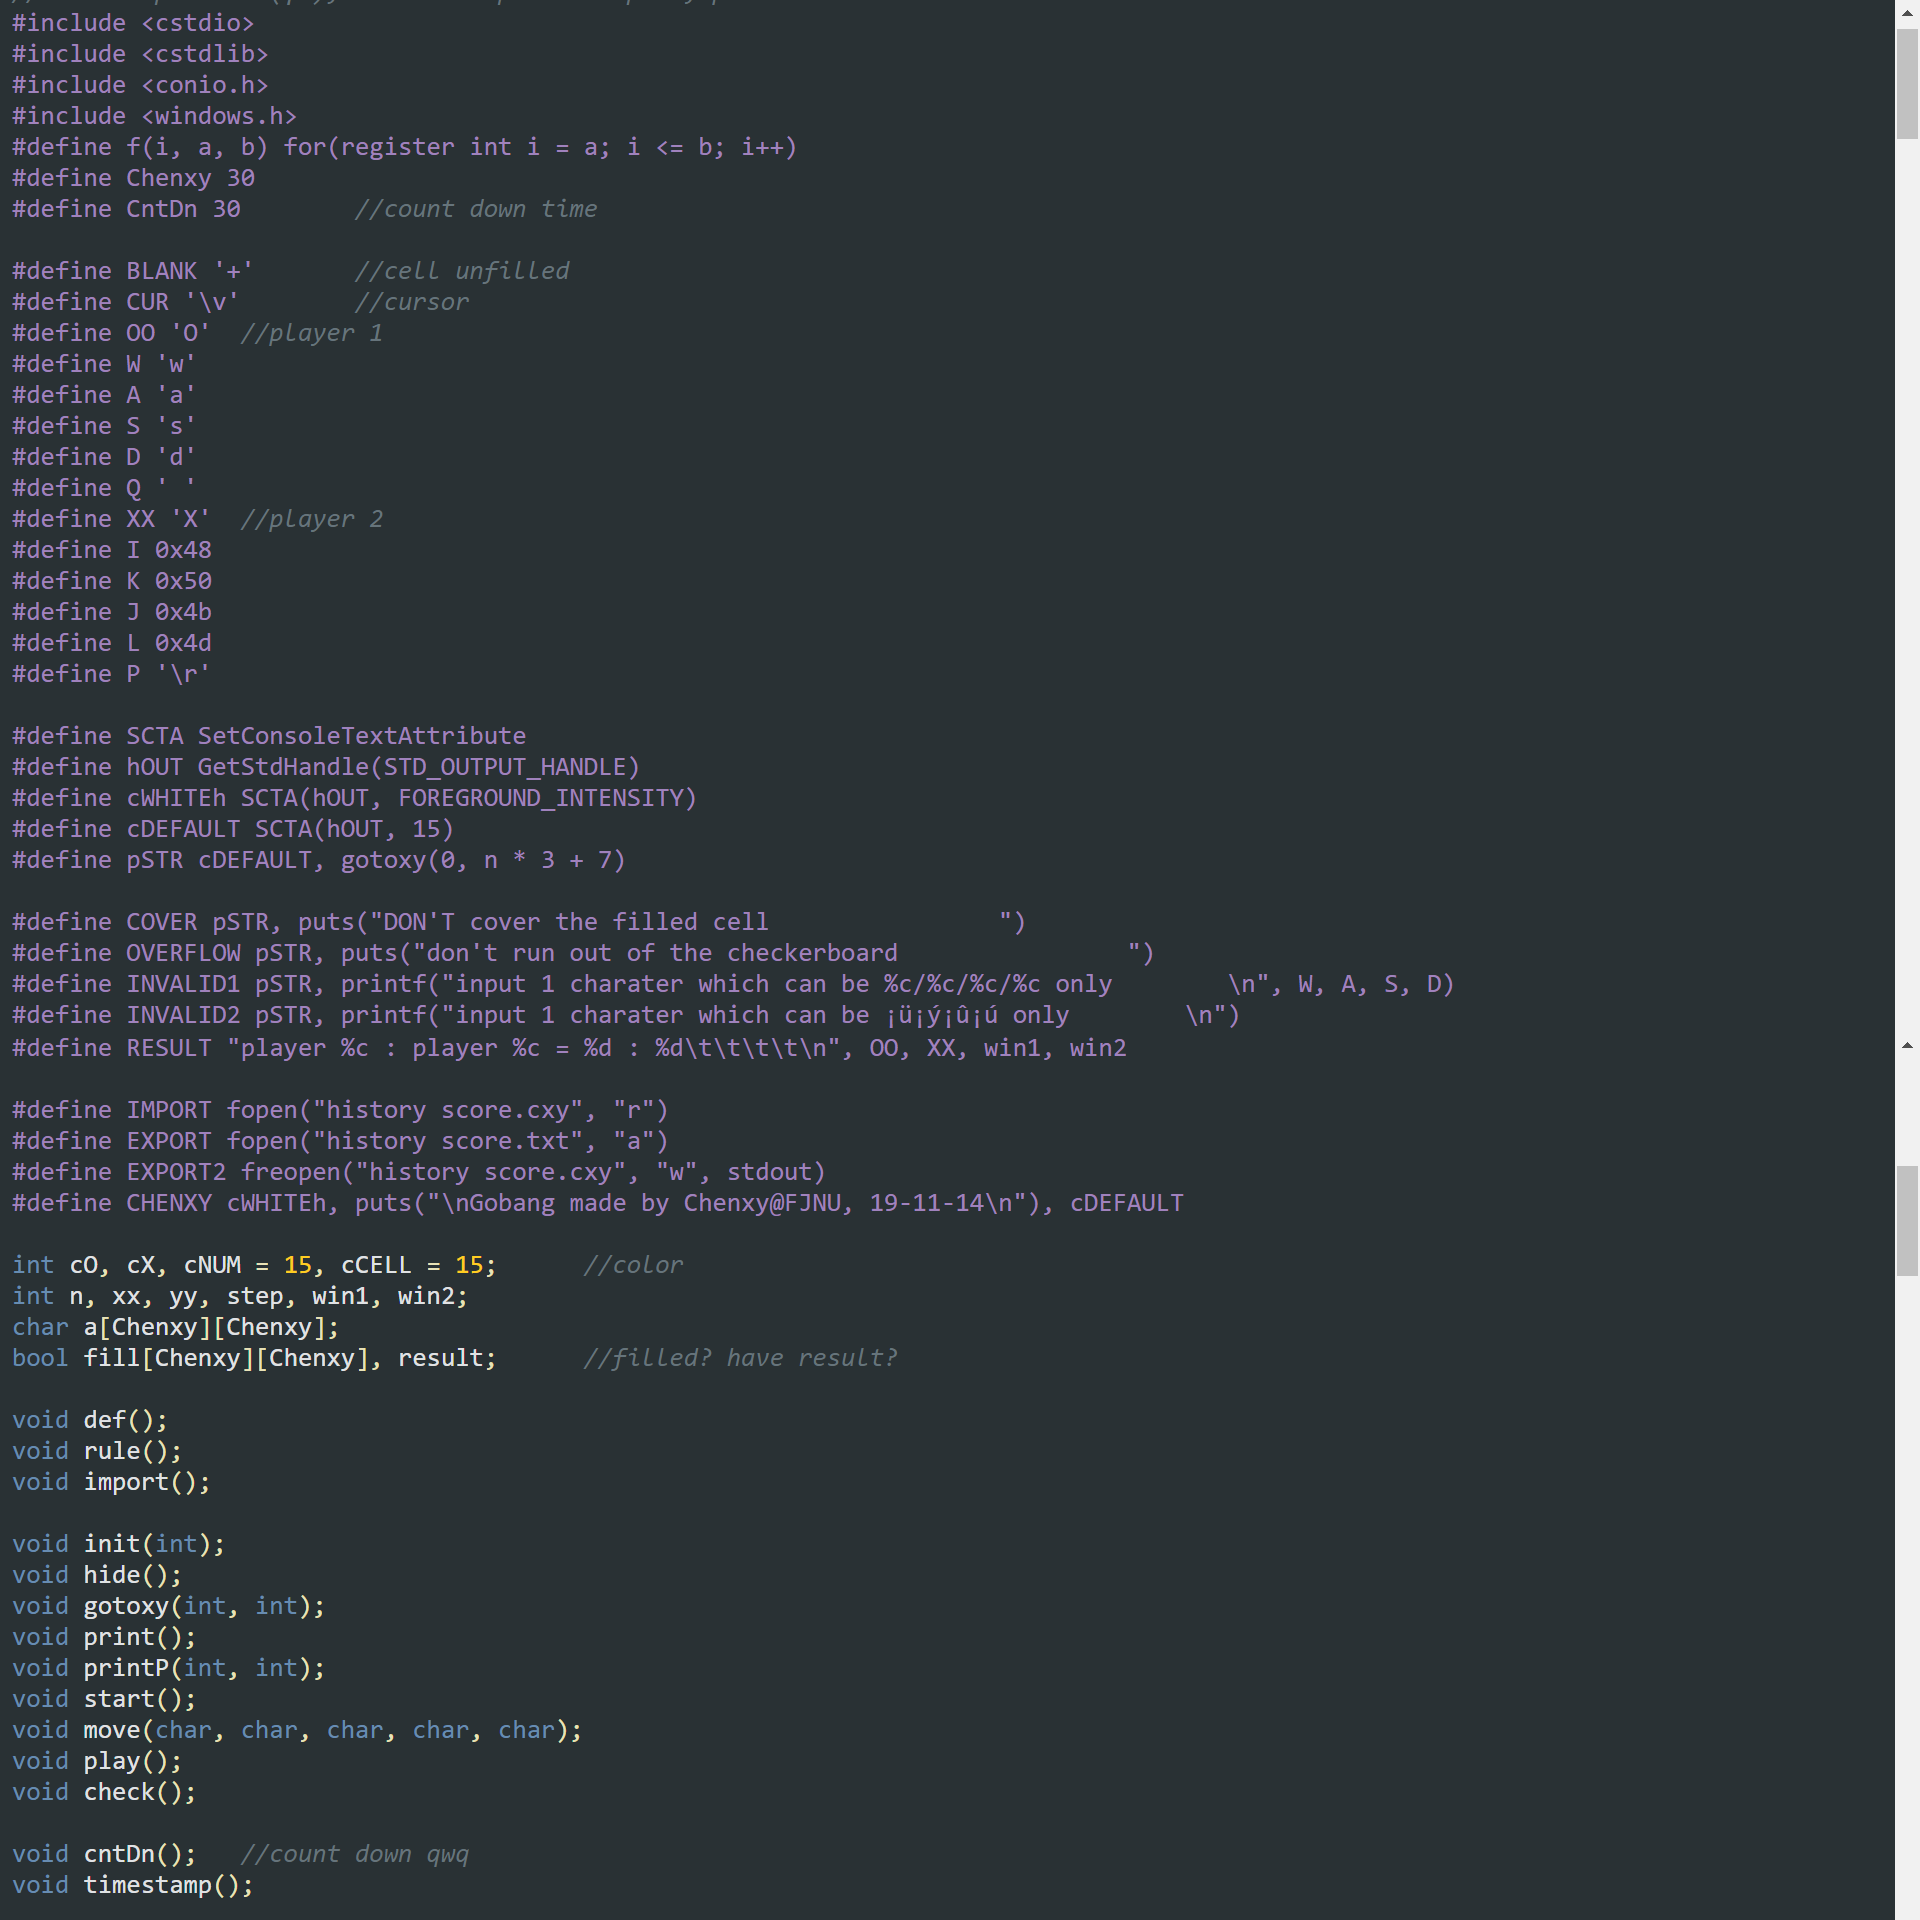 #include <cstdio>
#include <cstdlib>
#include <conio.h>
#include <windows.h>
#define f(i, a, b) for(register int i = a; i <= b; i++)
#define Chenxy 30
#define CntDn 30        //count down time
#define BLANK '+'       //cell unfilled
#define CUR '\v'        //cursor
#define OO 'O'  //player 1
#define W 'w'
#define A 'a'
#define S 's'
#define D 'd'
#define Q ' '
#define XX 'X'  //player 2
#define I 0x48
#define K 0x50
#define J 0x4b
#define L 0x4d
#define P '\r'
#define SCTA SetConsoleTextAttribute
#define hOUT GetStdHandle(STD_OUTPUT_HANDLE)
#define cWHITEh SCTA(hOUT, FOREGROUND_INTENSITY)
#define cDEFAULT SCTA(hOUT, 15)
#define pSTR cDEFAULT, gotoxy(0, n * 3 + 7)
#define COVER pSTR, puts("DON'T cover the filled cell                ")
#define OVERFLOW pSTR, puts("don't run out of the checkerboard                ")
#define INVALID1 pSTR, printf("input 1 charater which can be %c/%c/%c/%c only        \n", W, A, S, D)
#define INVALID2 pSTR, printf("input 1 charater which can be ¡ü¡ý¡û¡ú only        \n")
#define RESULT "player %c : player %c = %d : %d\t\t\t\t\n", OO, XX, win1, win2
#define IMPORT fopen("history score.cxy", "r")
#define EXPORT fopen("history score.txt", "a")
#define EXPORT2 freopen("history score.cxy", "w", stdout)
#define CHENXY cWHITEh, puts("\nGobang made by Chenxy@FJNU, 19-11-14\n"), cDEFAULT
int cO, cX, cNUM = 15, cCELL = 15;      //color
int n, xx, yy, step, win1, win2;
char a[Chenxy][Chenxy];
bool fill[Chenxy][Chenxy], result;      //filled? have result?
void def();
void rule();
void import();
void init(int);
void hide();
void gotoxy(int, int);
void print();
void printP(int, int);
void start();
void move(char, char, char, char, char);
void play();
void check();
void cntDn();   //count down qwq
void timestamp();